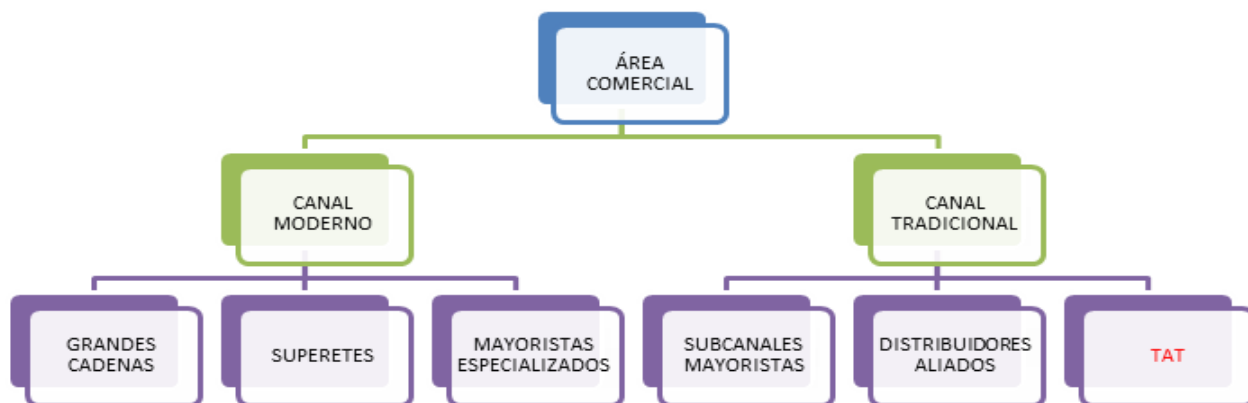 ÁREA
COMERCIAL
CANAL
MODERNO
CANAL
TRADICIONAL
GRANDES
CADENAS
SUPERETES
MAYORISTAS
ESPECIALIZADOS
SUBCANALES
MAYORISTAS
DISTRIBUIDORES
ALIADOS
TAT